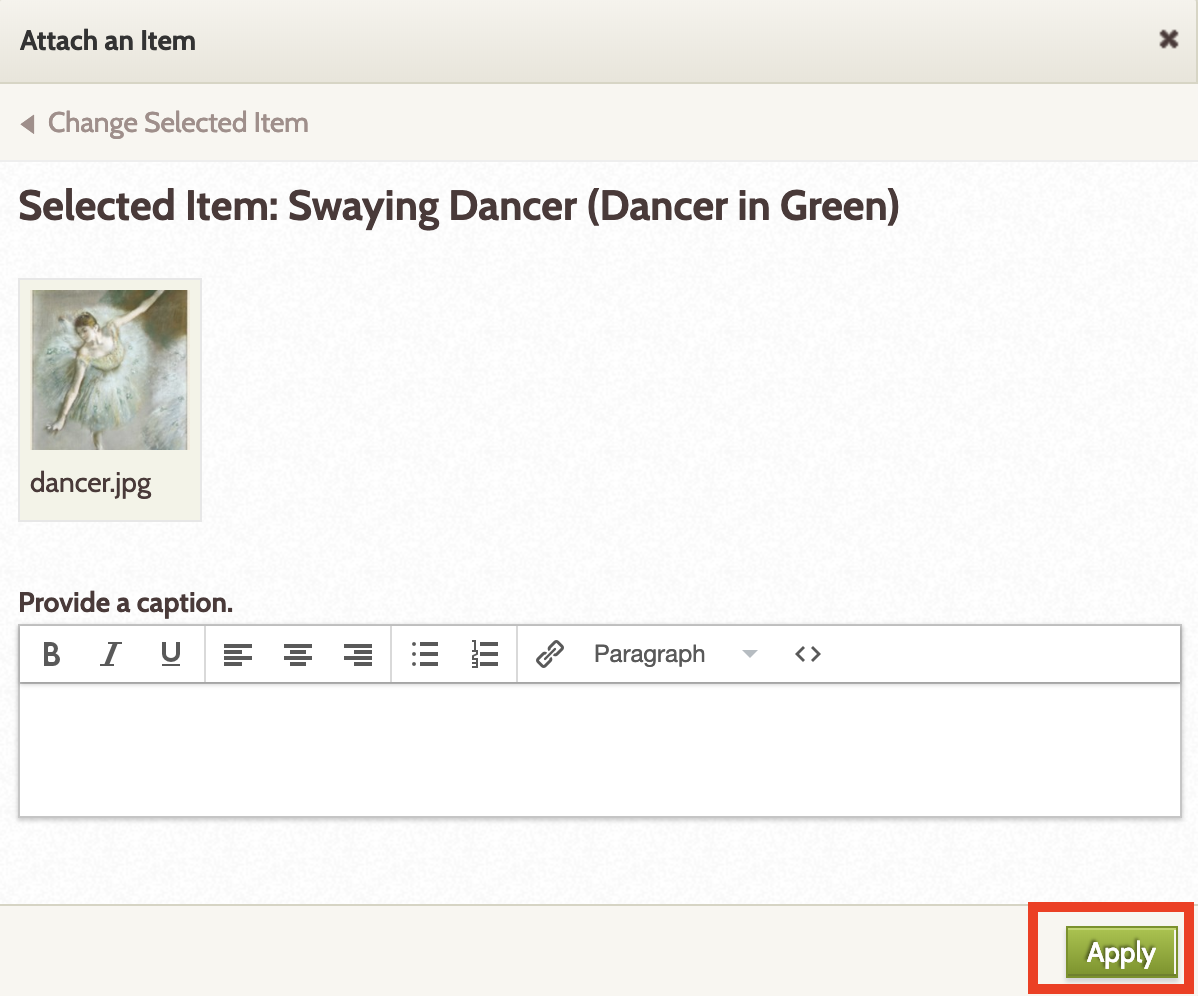 Attach an Item
Change Selected Item
Selected Item: Swaying Dancer (Dancer in Green)
dancer.jpg
Provide a caption.
B I U Paragraph
Apply